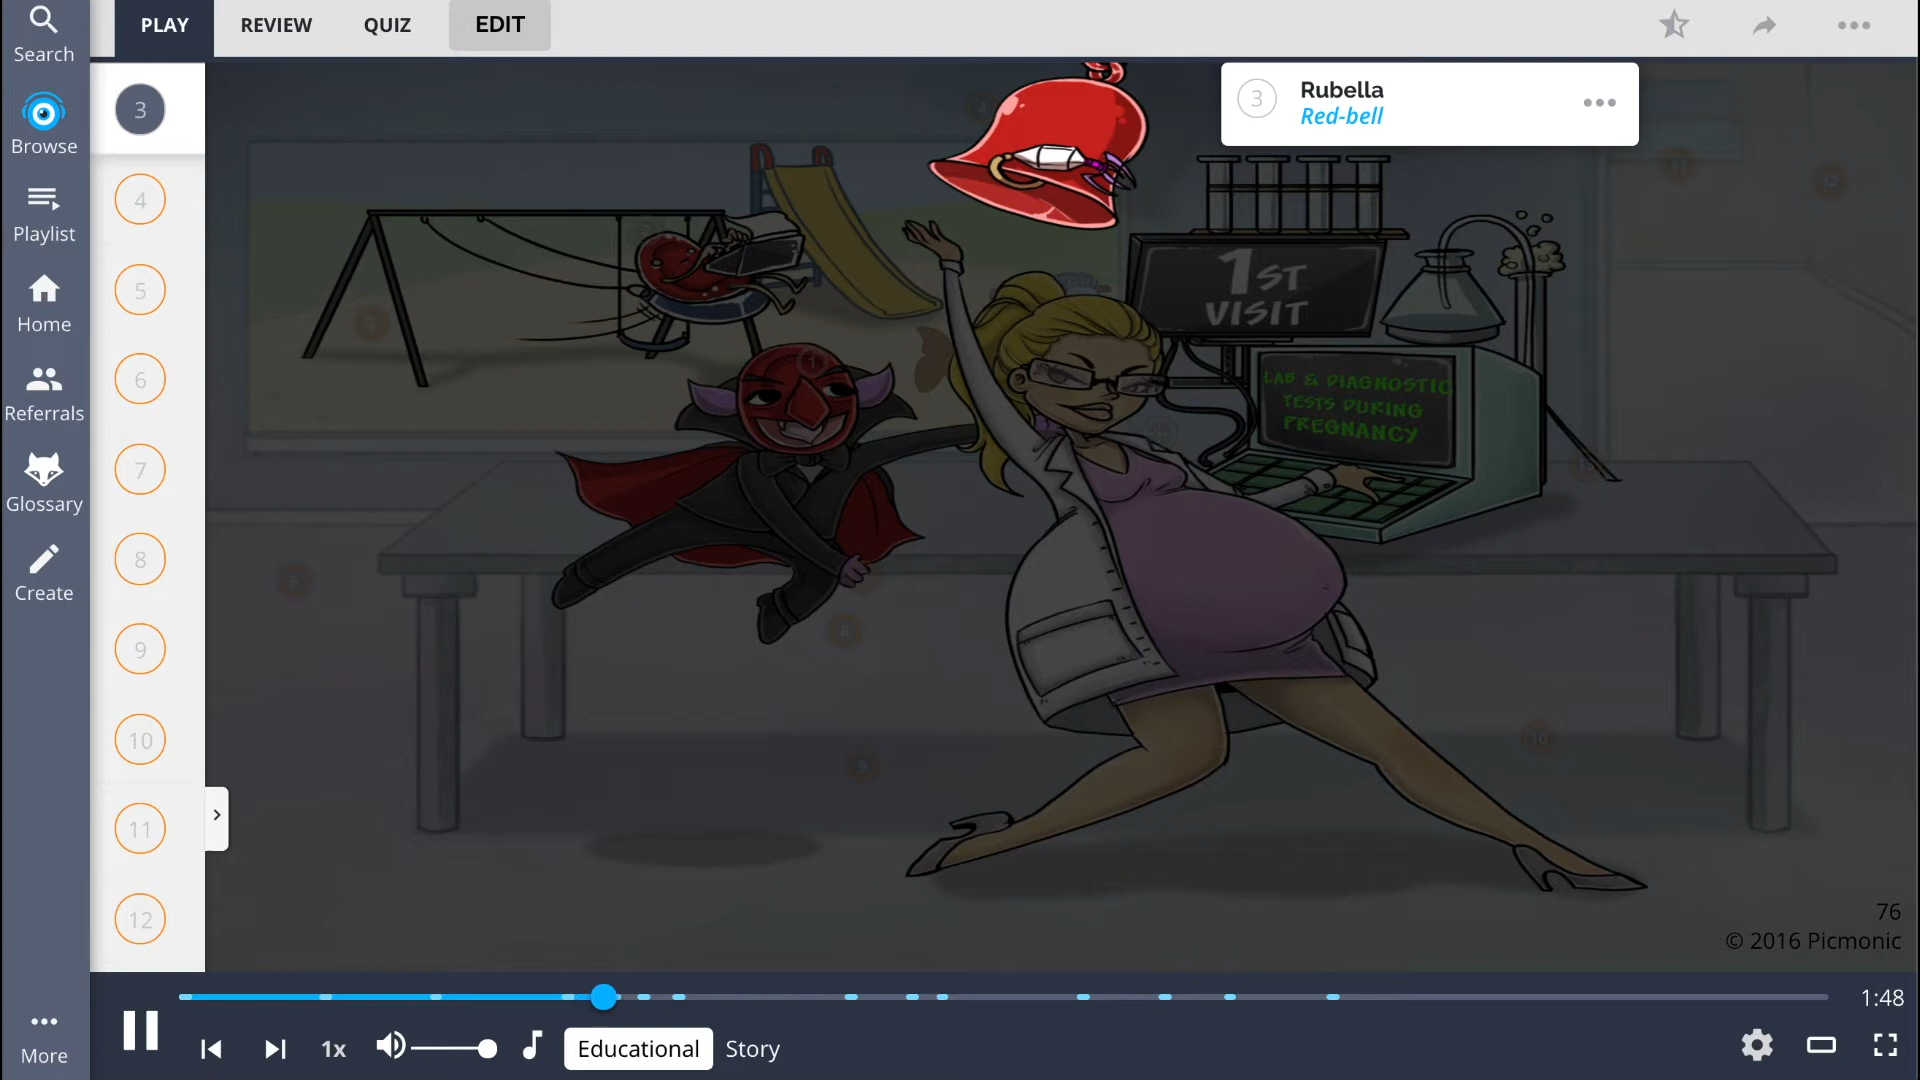 PLAY
REVIEW
QUIZ
EDIT
Search
Browse
Playlist
Home
Referrals
Glossary
Create
More
3
4
5
6
7
8
9
10
11
12
3
Rubella
Red-bell
1ST
VISIT
LAB & DIAGNOSTIC
TESTS DURING
PREGNANCY
76
© 2016 Picmonic
1:48
1x
Educational
Story